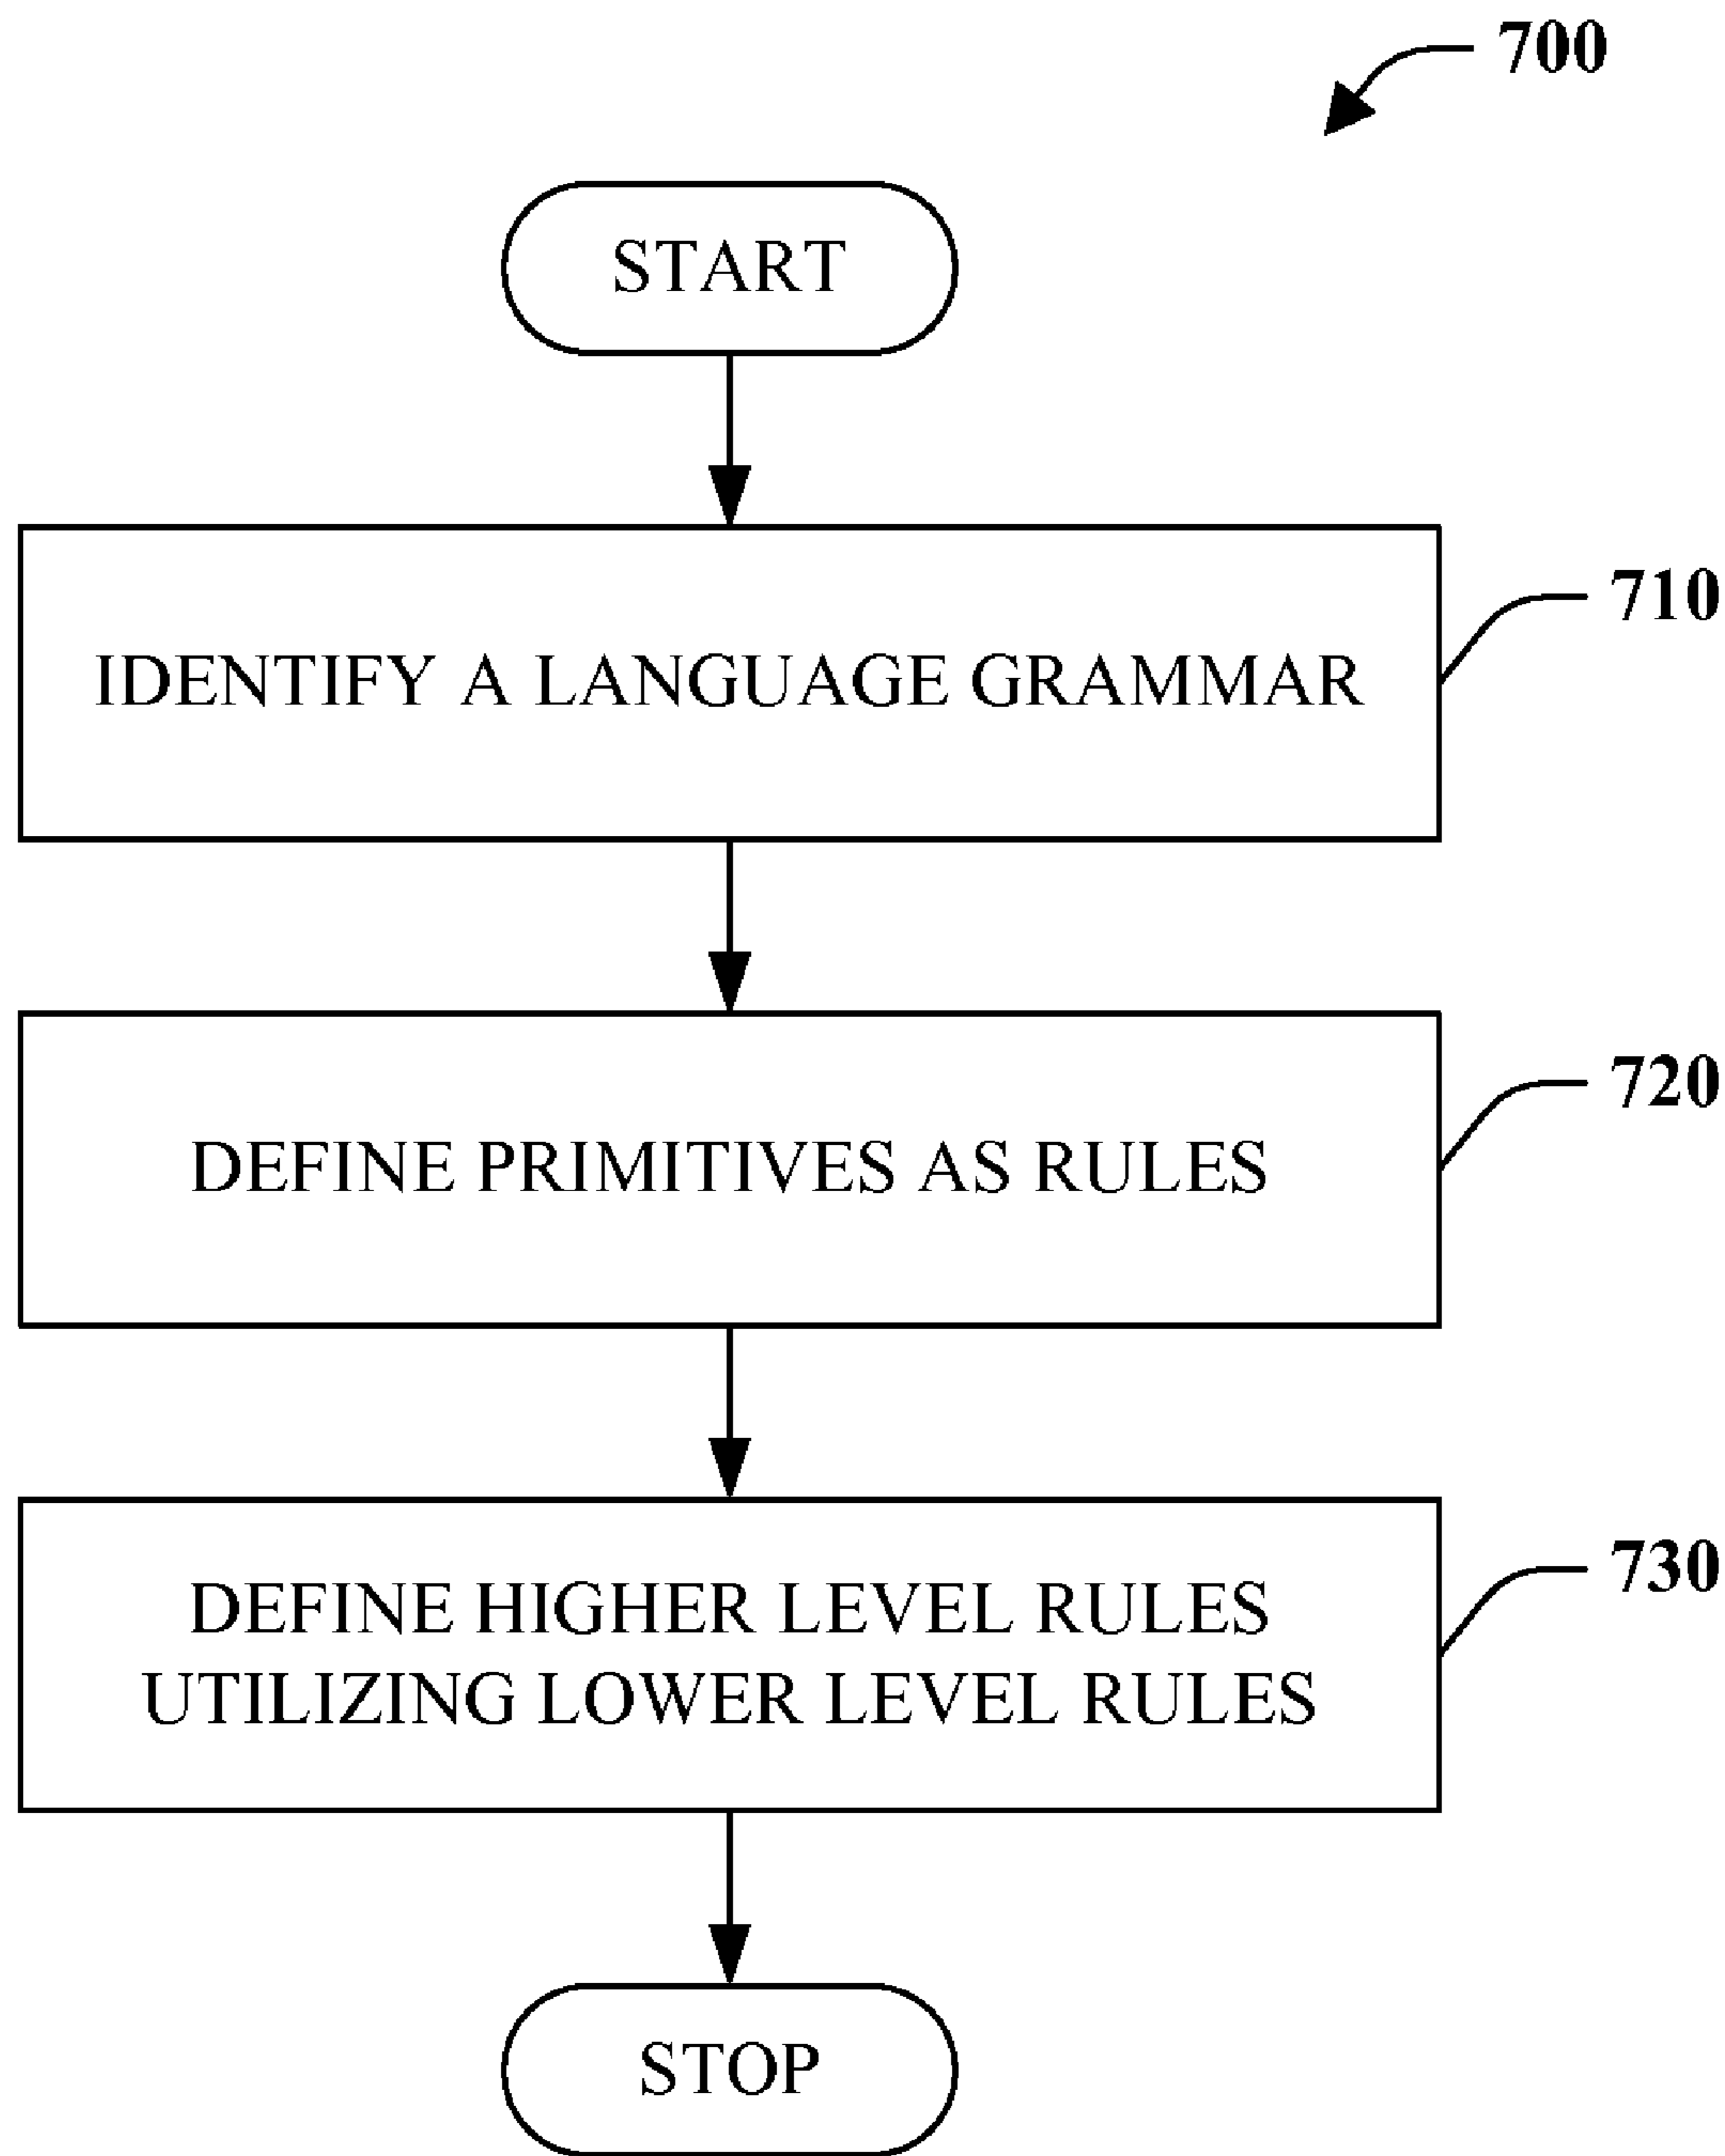 700
START
IDENTIFY A LANGUAGE GRAMMAR
710
DEFINE PRIMITIVES AS RULES
720
DEFINE HIGHER LEVEL RULES
UTILIZING LOWER LEVEL RULES
730
STOP